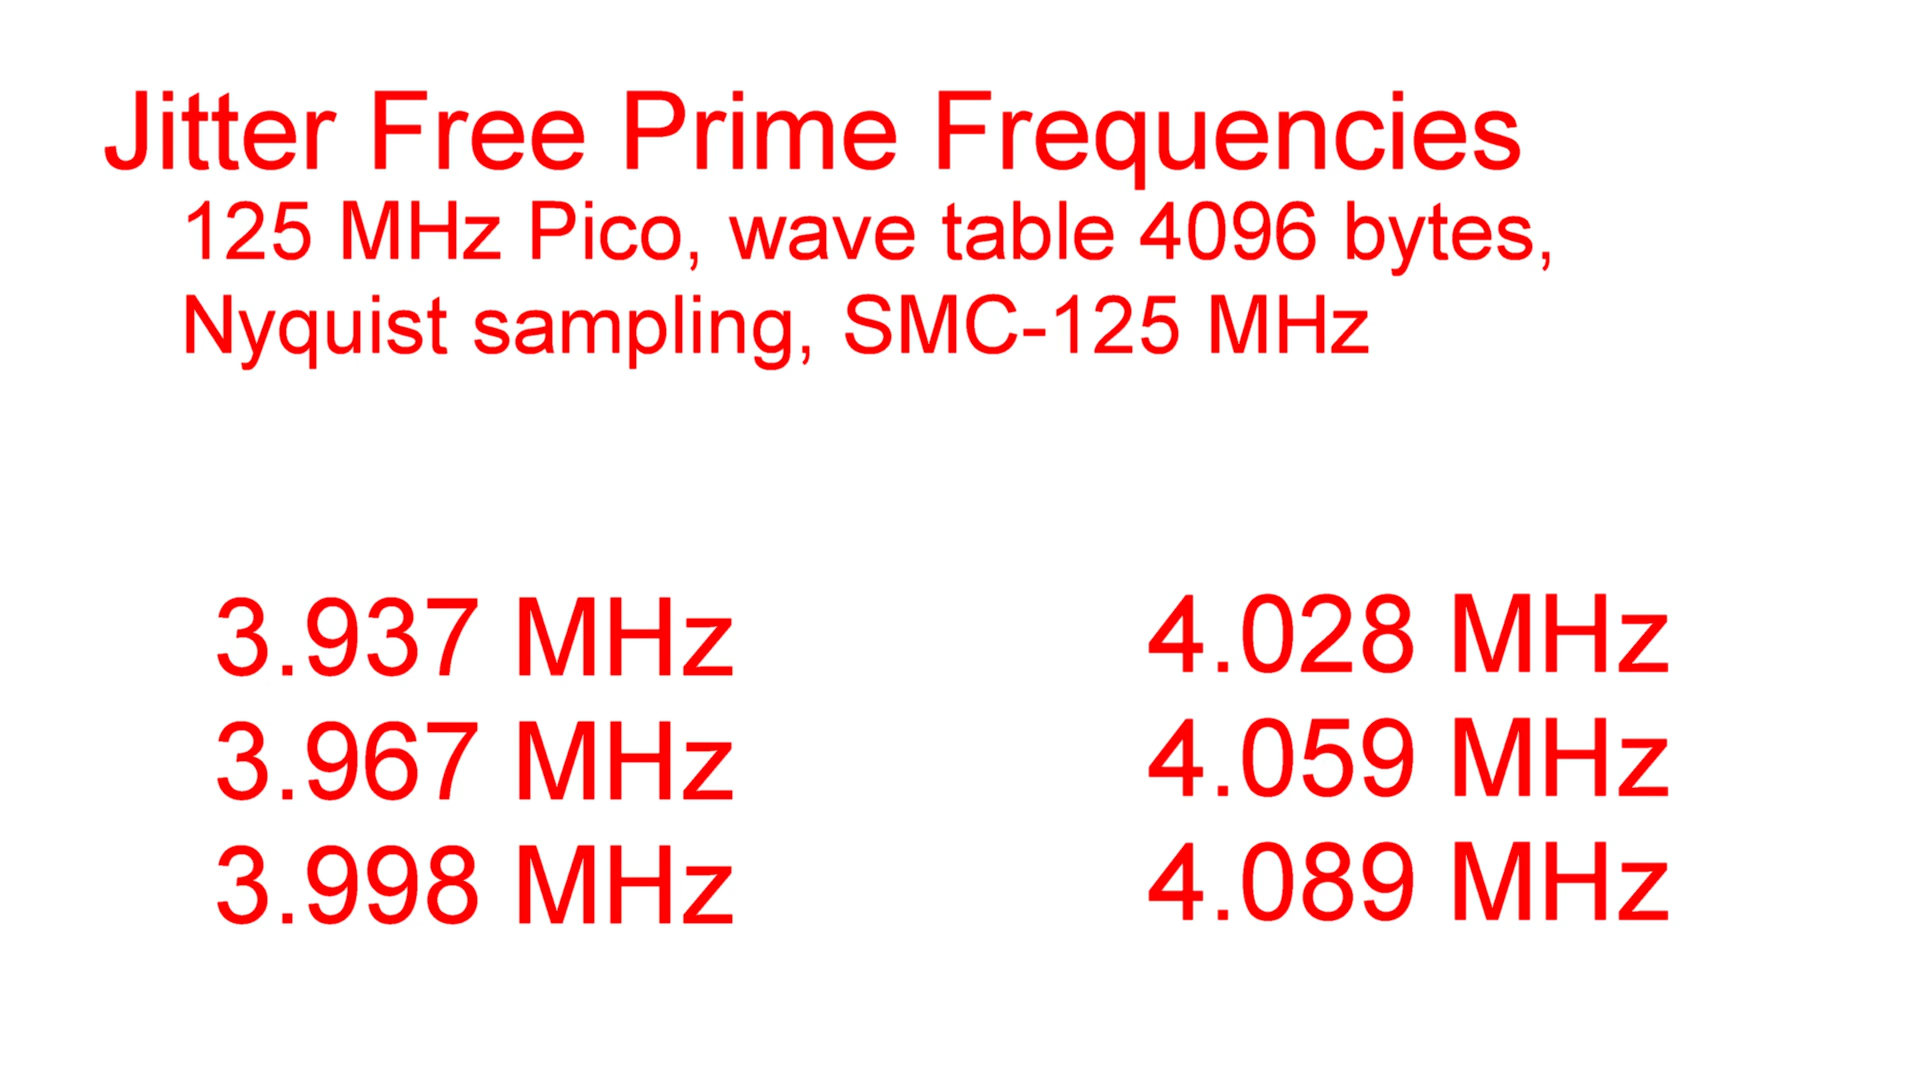 Jitter Free Prime Frequencies
125 MHz Pico, wave table 4096 bytes,
Nyquist sampling, SMC-125 MHz
3.937 MHz
3.967 MHz
3.998 MHz
4.028 MHz
4.059 MHz
4.089 MHz